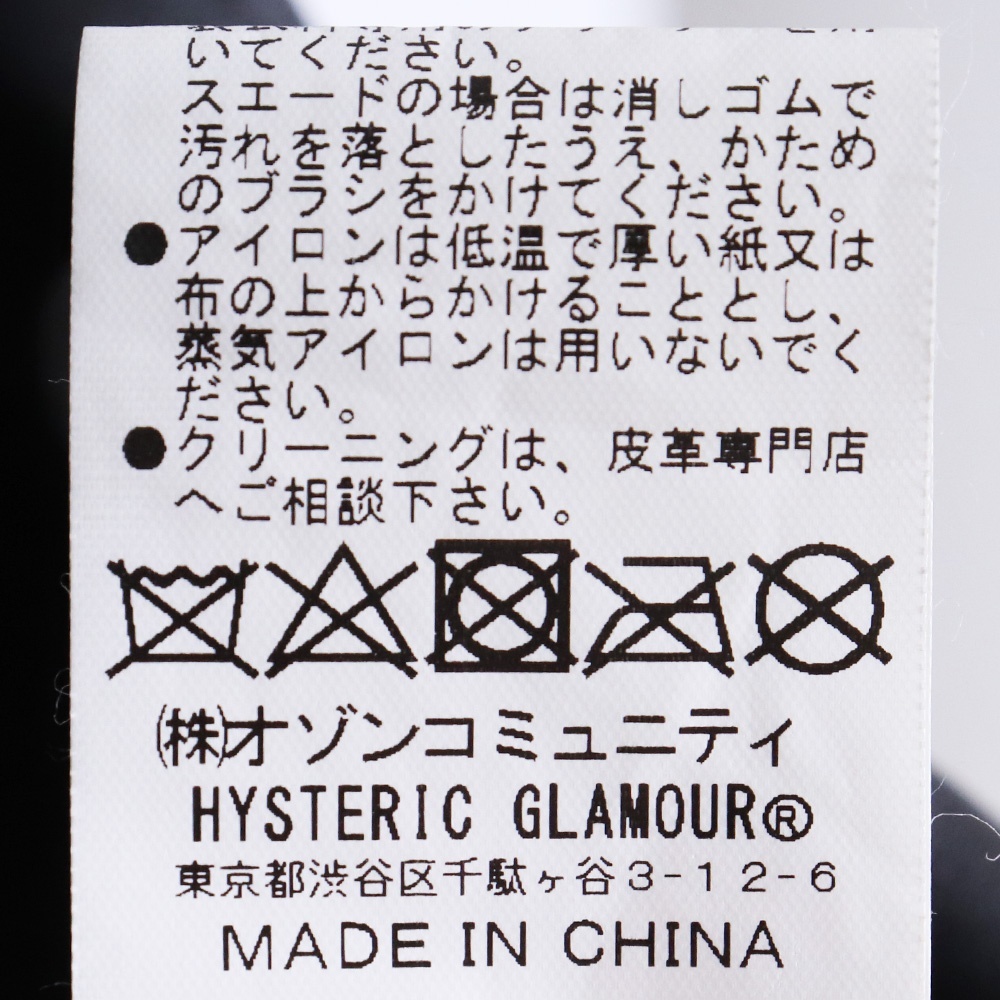 いてください。
スエードの場合は消しゴムで
汚れを落としたうえ、かため
のブラシをかけてください。
●アイロンは低温で厚い紙又は
布の上からかけることとし、
蒸気アイロンは用いないでく
ださい。
●クリーニングは、皮革専門店
へご相談下さい。
㈱オゾンコミュニティ
HYSTERIC GLAMOUR®
東京都渋谷区千駄ヶ谷3-12-6
MADE IN CHINA